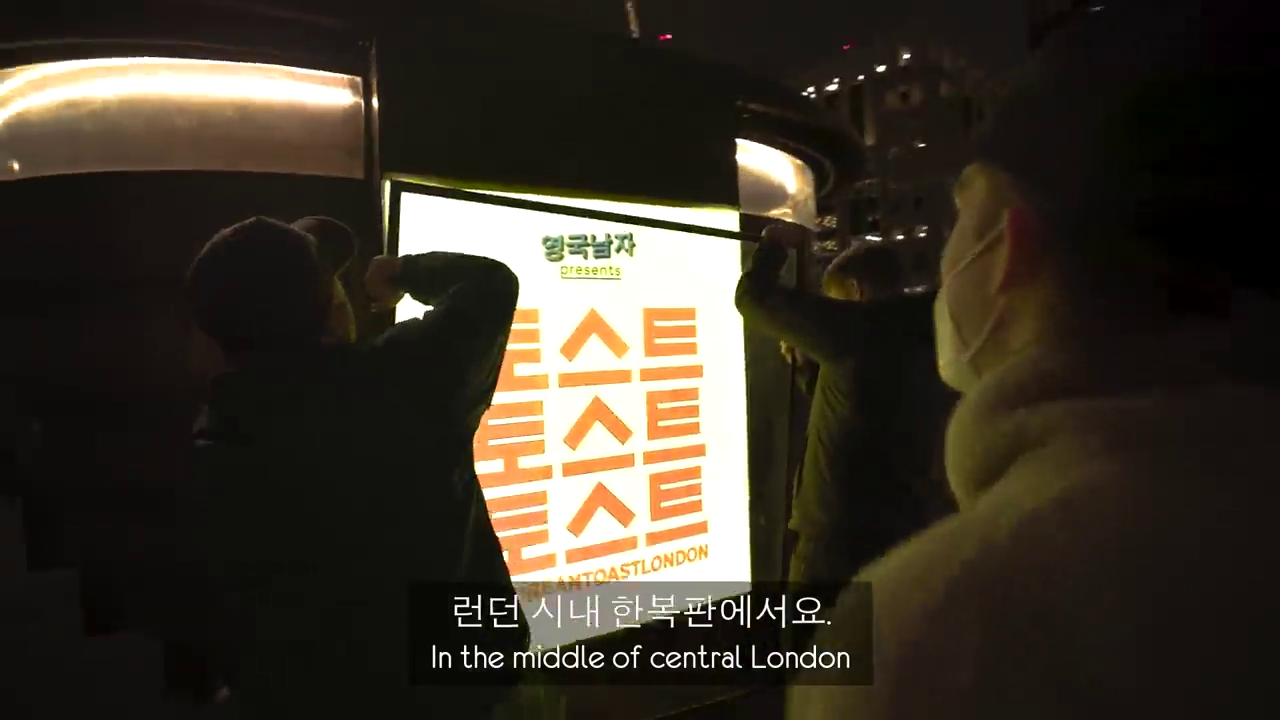 영국남자
presents
토스트
토스트
토스트
런던 시내 한복판에서요.
In the middle of central London